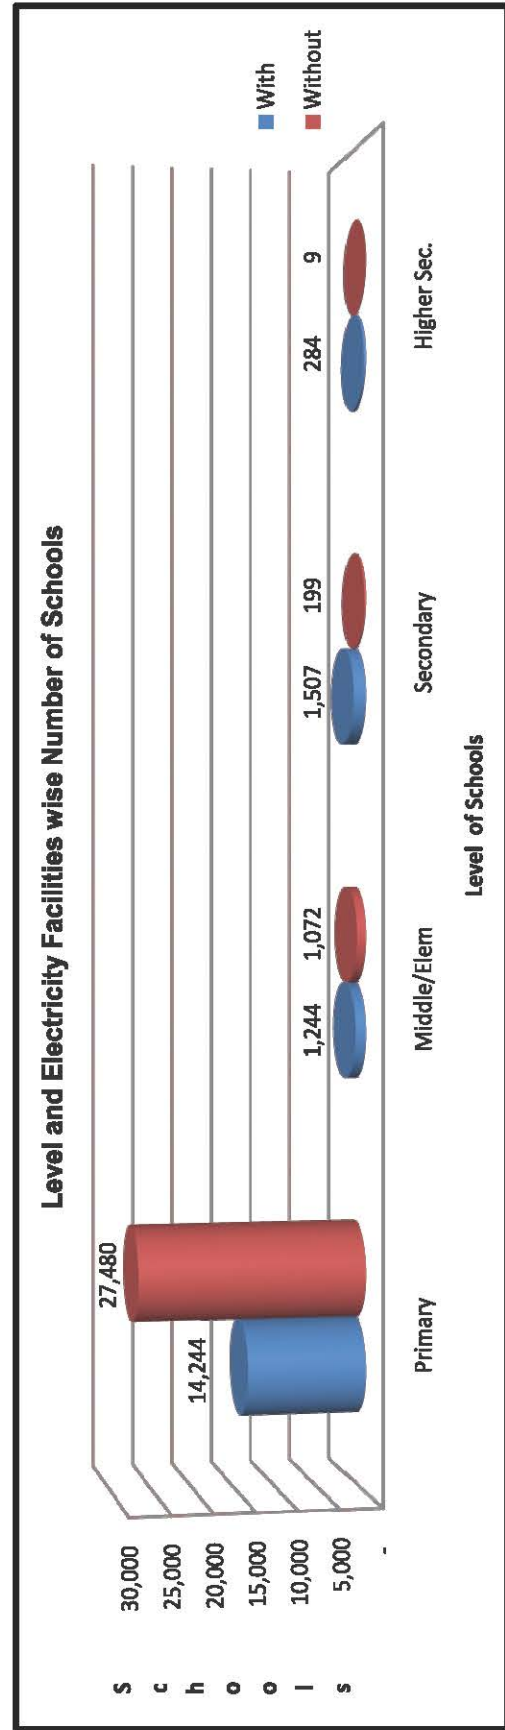 Level and Electricity Facilities wise Number of Schools
S
c
h
o
o
l
s
30,000
25,000
20,000
15,000
10,000
5,000
-
14,244
27,480
1,244
1,072
1,507
199
284
9
With
Without
Primary
Middle/Elem
Secondary
Higher Sec.
Level of Schools